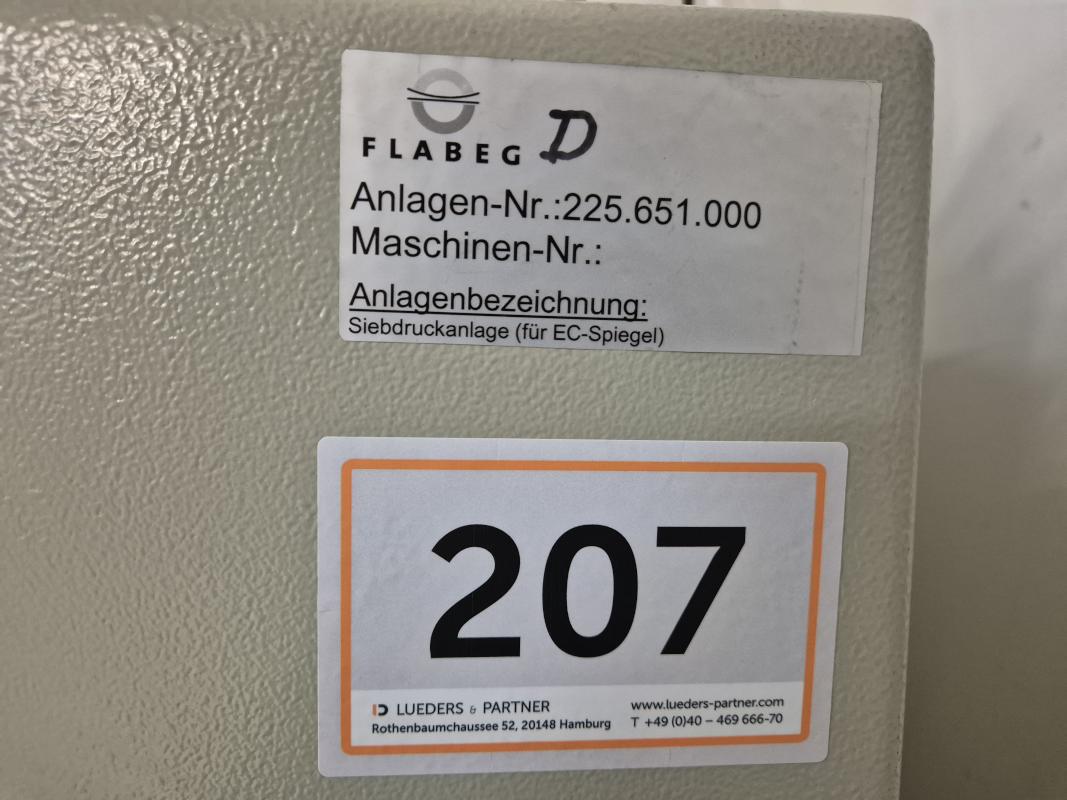 FLABEG D
Anlagen-Nr.:225.651.000
Maschinen-Nr.:
Anlagenbezeichnung:
Siebdruckanlage (für EC-Spiegel)
207
LUEDERS & PARTNER
Rothenbaumchaussee 52, 20148 Hamburg
www.lueders-partner.com
T +49 (0)40 – 469 666-70